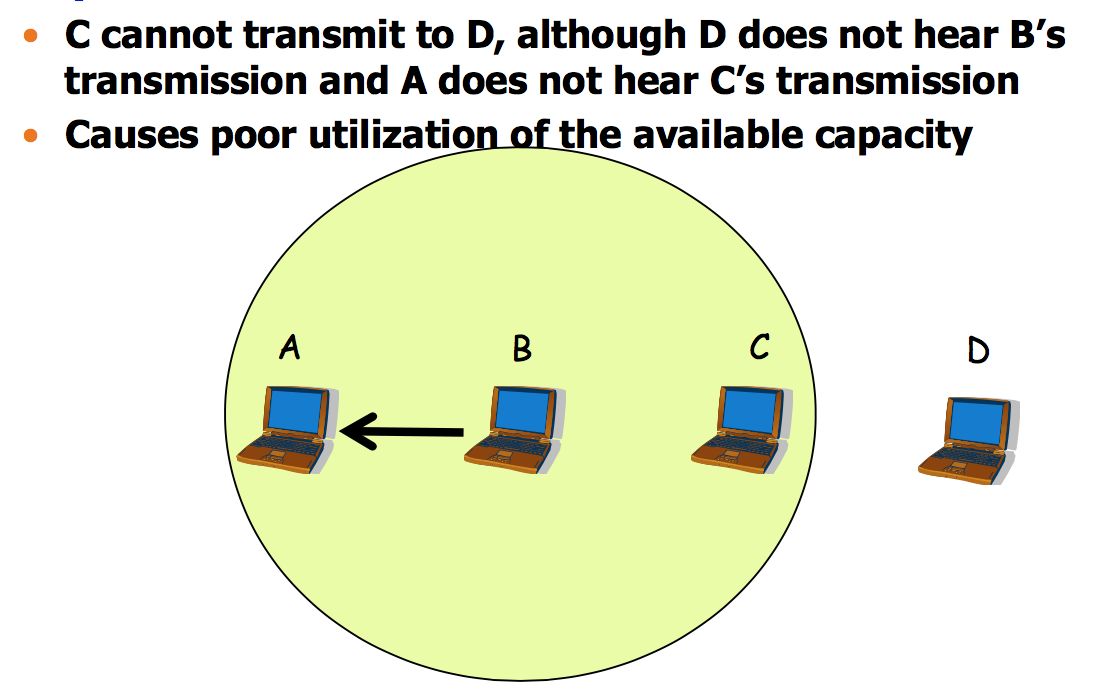 • C cannot transmit to D, although D does not hear B’s
transmission and A does not hear C’s transmission
• Causes poor utilization of the available capacity
A B C D